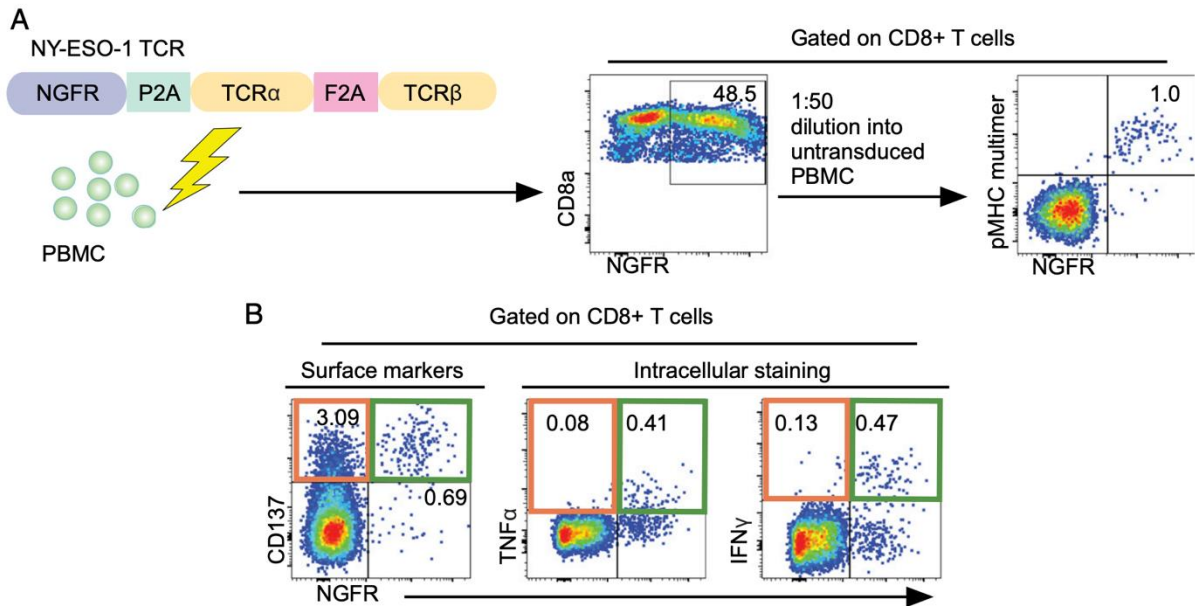 A
NY-ESO-1 TCR
NGFR P2A TCRα F2A TCRβ
PBMC
Gated on CD8+ T cells
48.5
CD8a
NGFR
1:50
dilution into
untransduced
PBMC
1.0
pMHC multimer
NGFR
B
Gated on CD8+ T cells
Surface markers
Intracellular staining
3.09
0.69
CD137
NGFR
0.08
0.41
TNFα
0.13
0.47
IFNγ